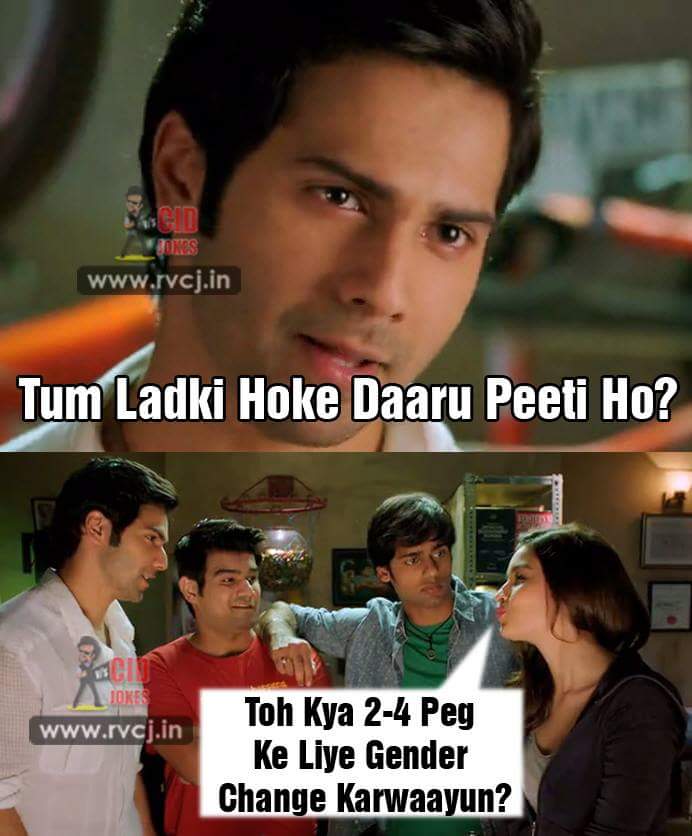 CID
JOKES
www.rvcj.in
Tum Ladki Hoke Daaru Peeti Ho?
CID
JOKES
www.rvcj.in
Toh Kya 2-4 Peg
Ke Liye Gender
Change Karwaayun?